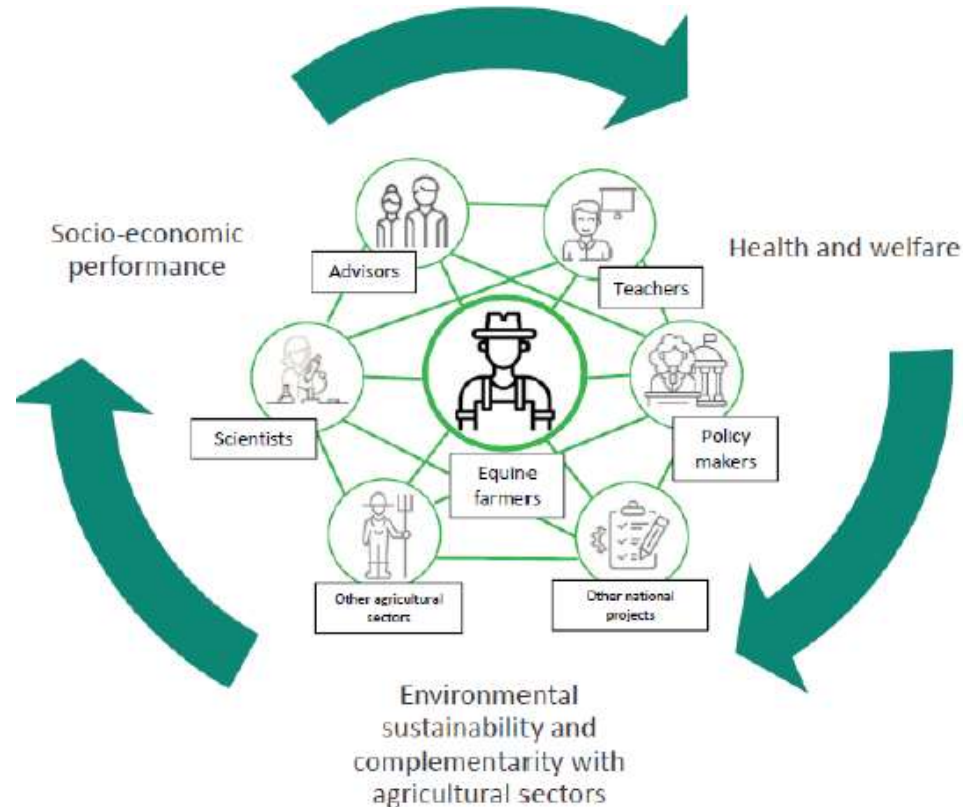 Socio-economic
performance
Health and welfare
Advisors
Teachers
Scientists
Policy
makers
Equine
farmers
Other agricultural
sectors
Other national
projects
Environmental
sustainability and
complementarity with
agricultural sectors